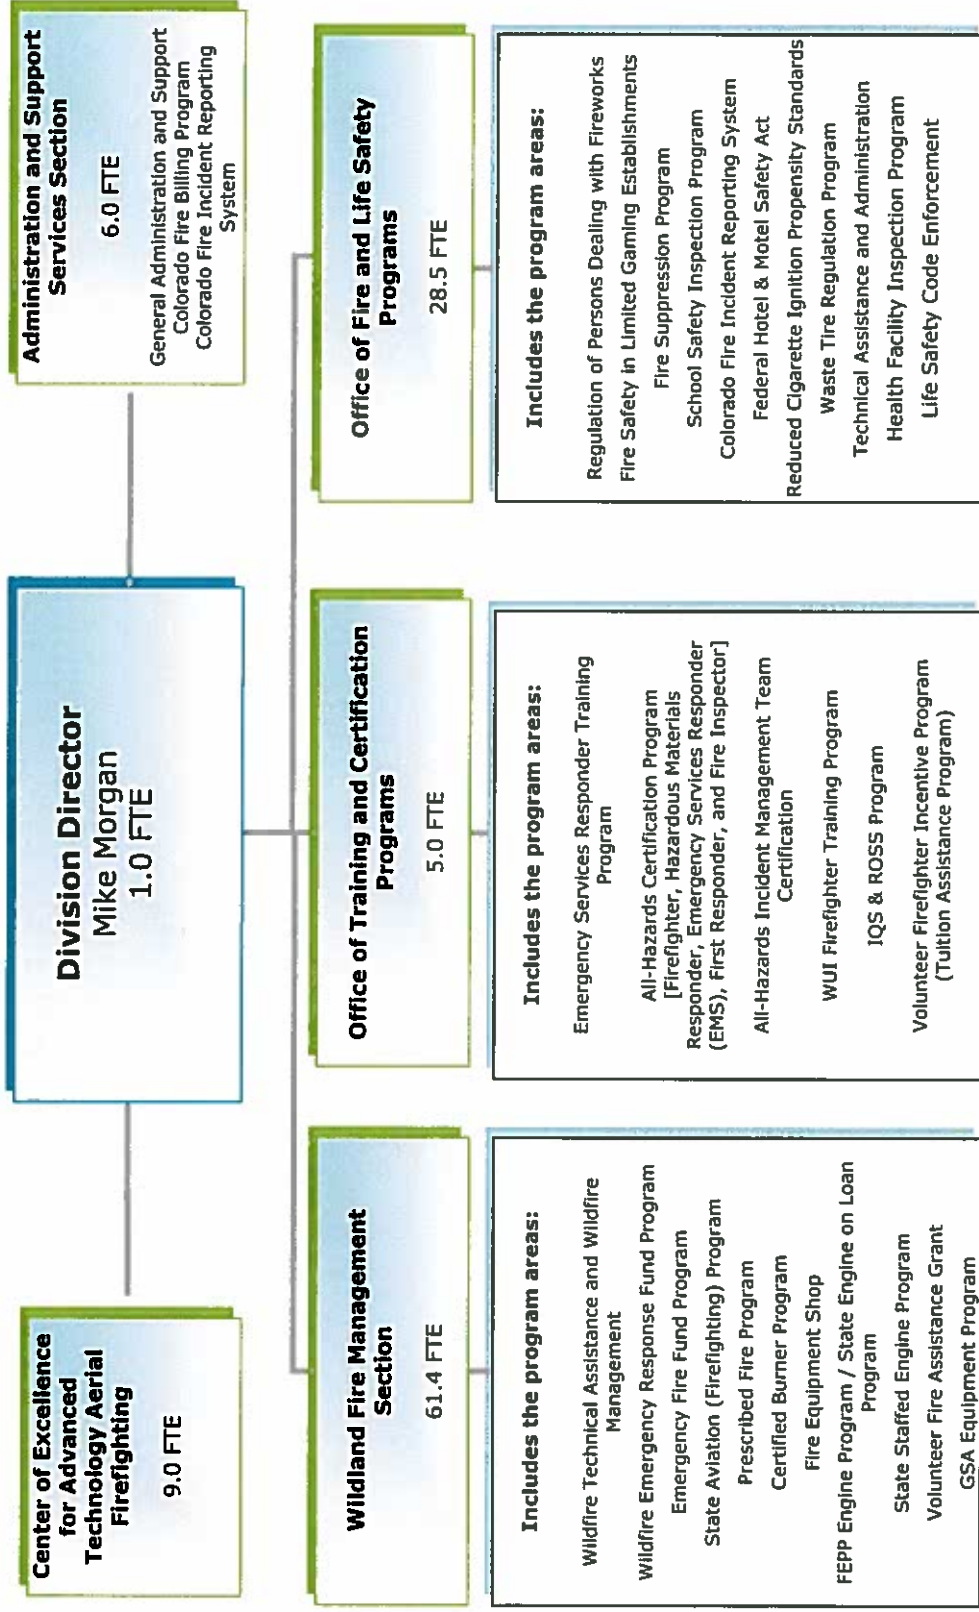 Division Director
Mike Morgan
1.0 FTE
Center of Excellence
for Advanced
Technology Aerial
Firefighting
9.0 FTE
Administration and Support
Services Section
6.0 FTE
General Administration and Support
Colorado Fire Billing Program
Colorado Fire Incident Reporting
System
Wildland Fire Management
Section
61.4 FTE
Includes the program areas:
Wildfire Technical Assistance and Wildfire
Management
Wildfire Emergency Response Fund Program
Emergency Fire Fund Program
State Aviation (Firefighting) Program
Prescribed Fire Program
Certified Burner Program
Fire Equipment Shop
FEPP Engine Program / State Engine on Loan
Program
State Staffed Engine Program
Volunteer Fire Assistance Grant
GSA Equipment Program
Office of Training and Certification
Programs
5.0 FTE
Includes the program areas:
Emergency Services Responder Training
Program
All-Hazards Certification Program
[Firefighter, Hazardous Materials
Responder, Emergency Services Responder
(EMS), First Responder, and Fire Inspector]
All-Hazards Incident Management Team
Certification
WUI Firefighter Training Program
IQS & ROSS Program
Volunteer Firefighter Incentive Program
(Tuition Assistance Program)
Office of Fire and Life Safety
Programs
28.5 FTE
Includes the program areas:
Regulation of Persons Dealing with Fireworks
Fire Safety in Limited Gaming Establishments
Fire Suppression Program
School Safety Inspection Program
Colorado Fire Incident Reporting System
Federal Hotel & Motel Safety Act
Reduced Cigarette Ignition Propensity Standards
Waste Tire Regulation Program
Technical Assistance and Administration
Health Facility Inspection Program
Life Safety Code Enforcement